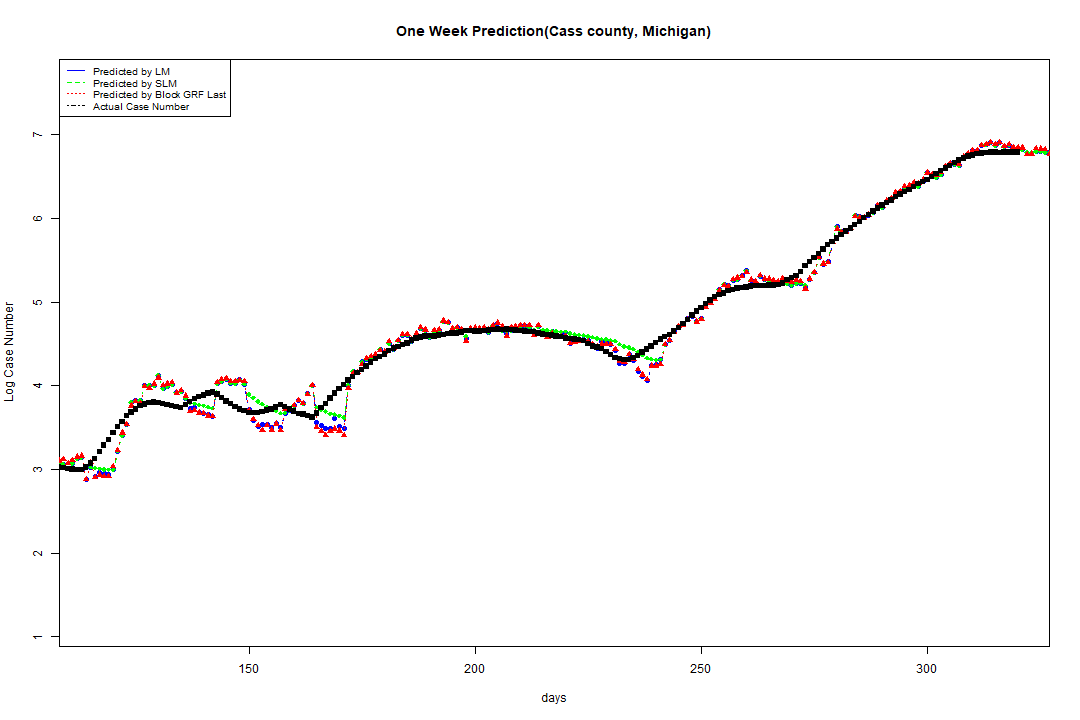 One Week Prediction(Cass county, Michigan)
Predicted by LM
Predicted by SLM
Predicted by Block GRF Last
Actual Case Number
7
6
5
4
3
2
1
Log Case Number
150 200 250 300
days